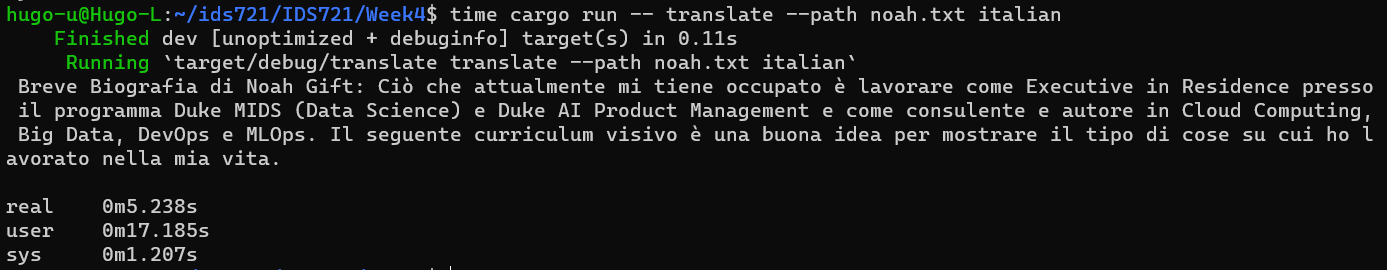 hugo-u@Hugo-L:~/ids721/IDS721/Week4$ time cargo run -- translate --path noah.txt italian
    Finished dev [unoptimized + debuginfo] target(s) in 0.11s
     Running `target/debug/translate translate --path noah.txt italian`
 Breve Biografia di Noah Gift: Ciò che attualmente mi tiene occupato è lavorare come Executive in Residence presso
 il programma Duke MIDS (Data Science) e Duke AI Product Management e come consulente e autore in Cloud Computing,
 Big Data, DevOps e MLOps. Il seguente curriculum visivo è una buona idea per mostrare il tipo di cose su cui ho l
avorato nella mia vita.

real    0m5.238s
user    0m17.185s
sys     0m1.207s